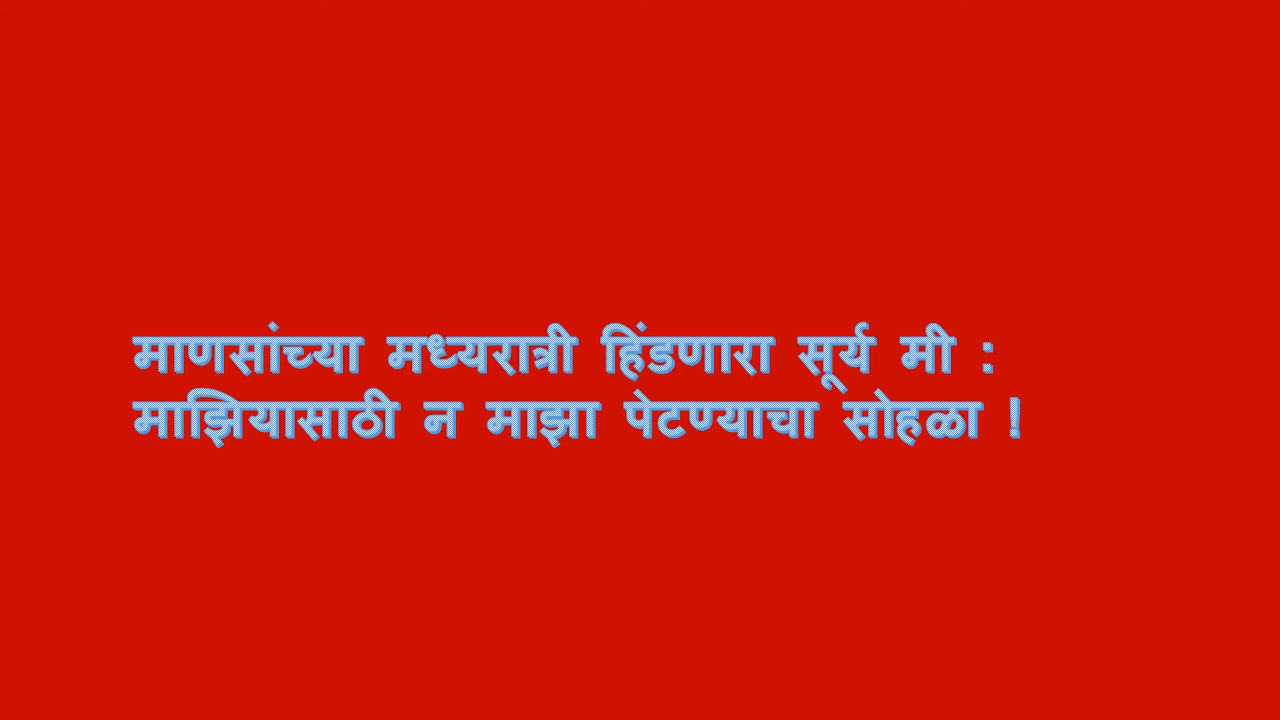 माणसांच्या मध्यरात्री हिंडणारा सूर्य मी :
माझियासाठी न माझा पेटण्याचा सोहळा !